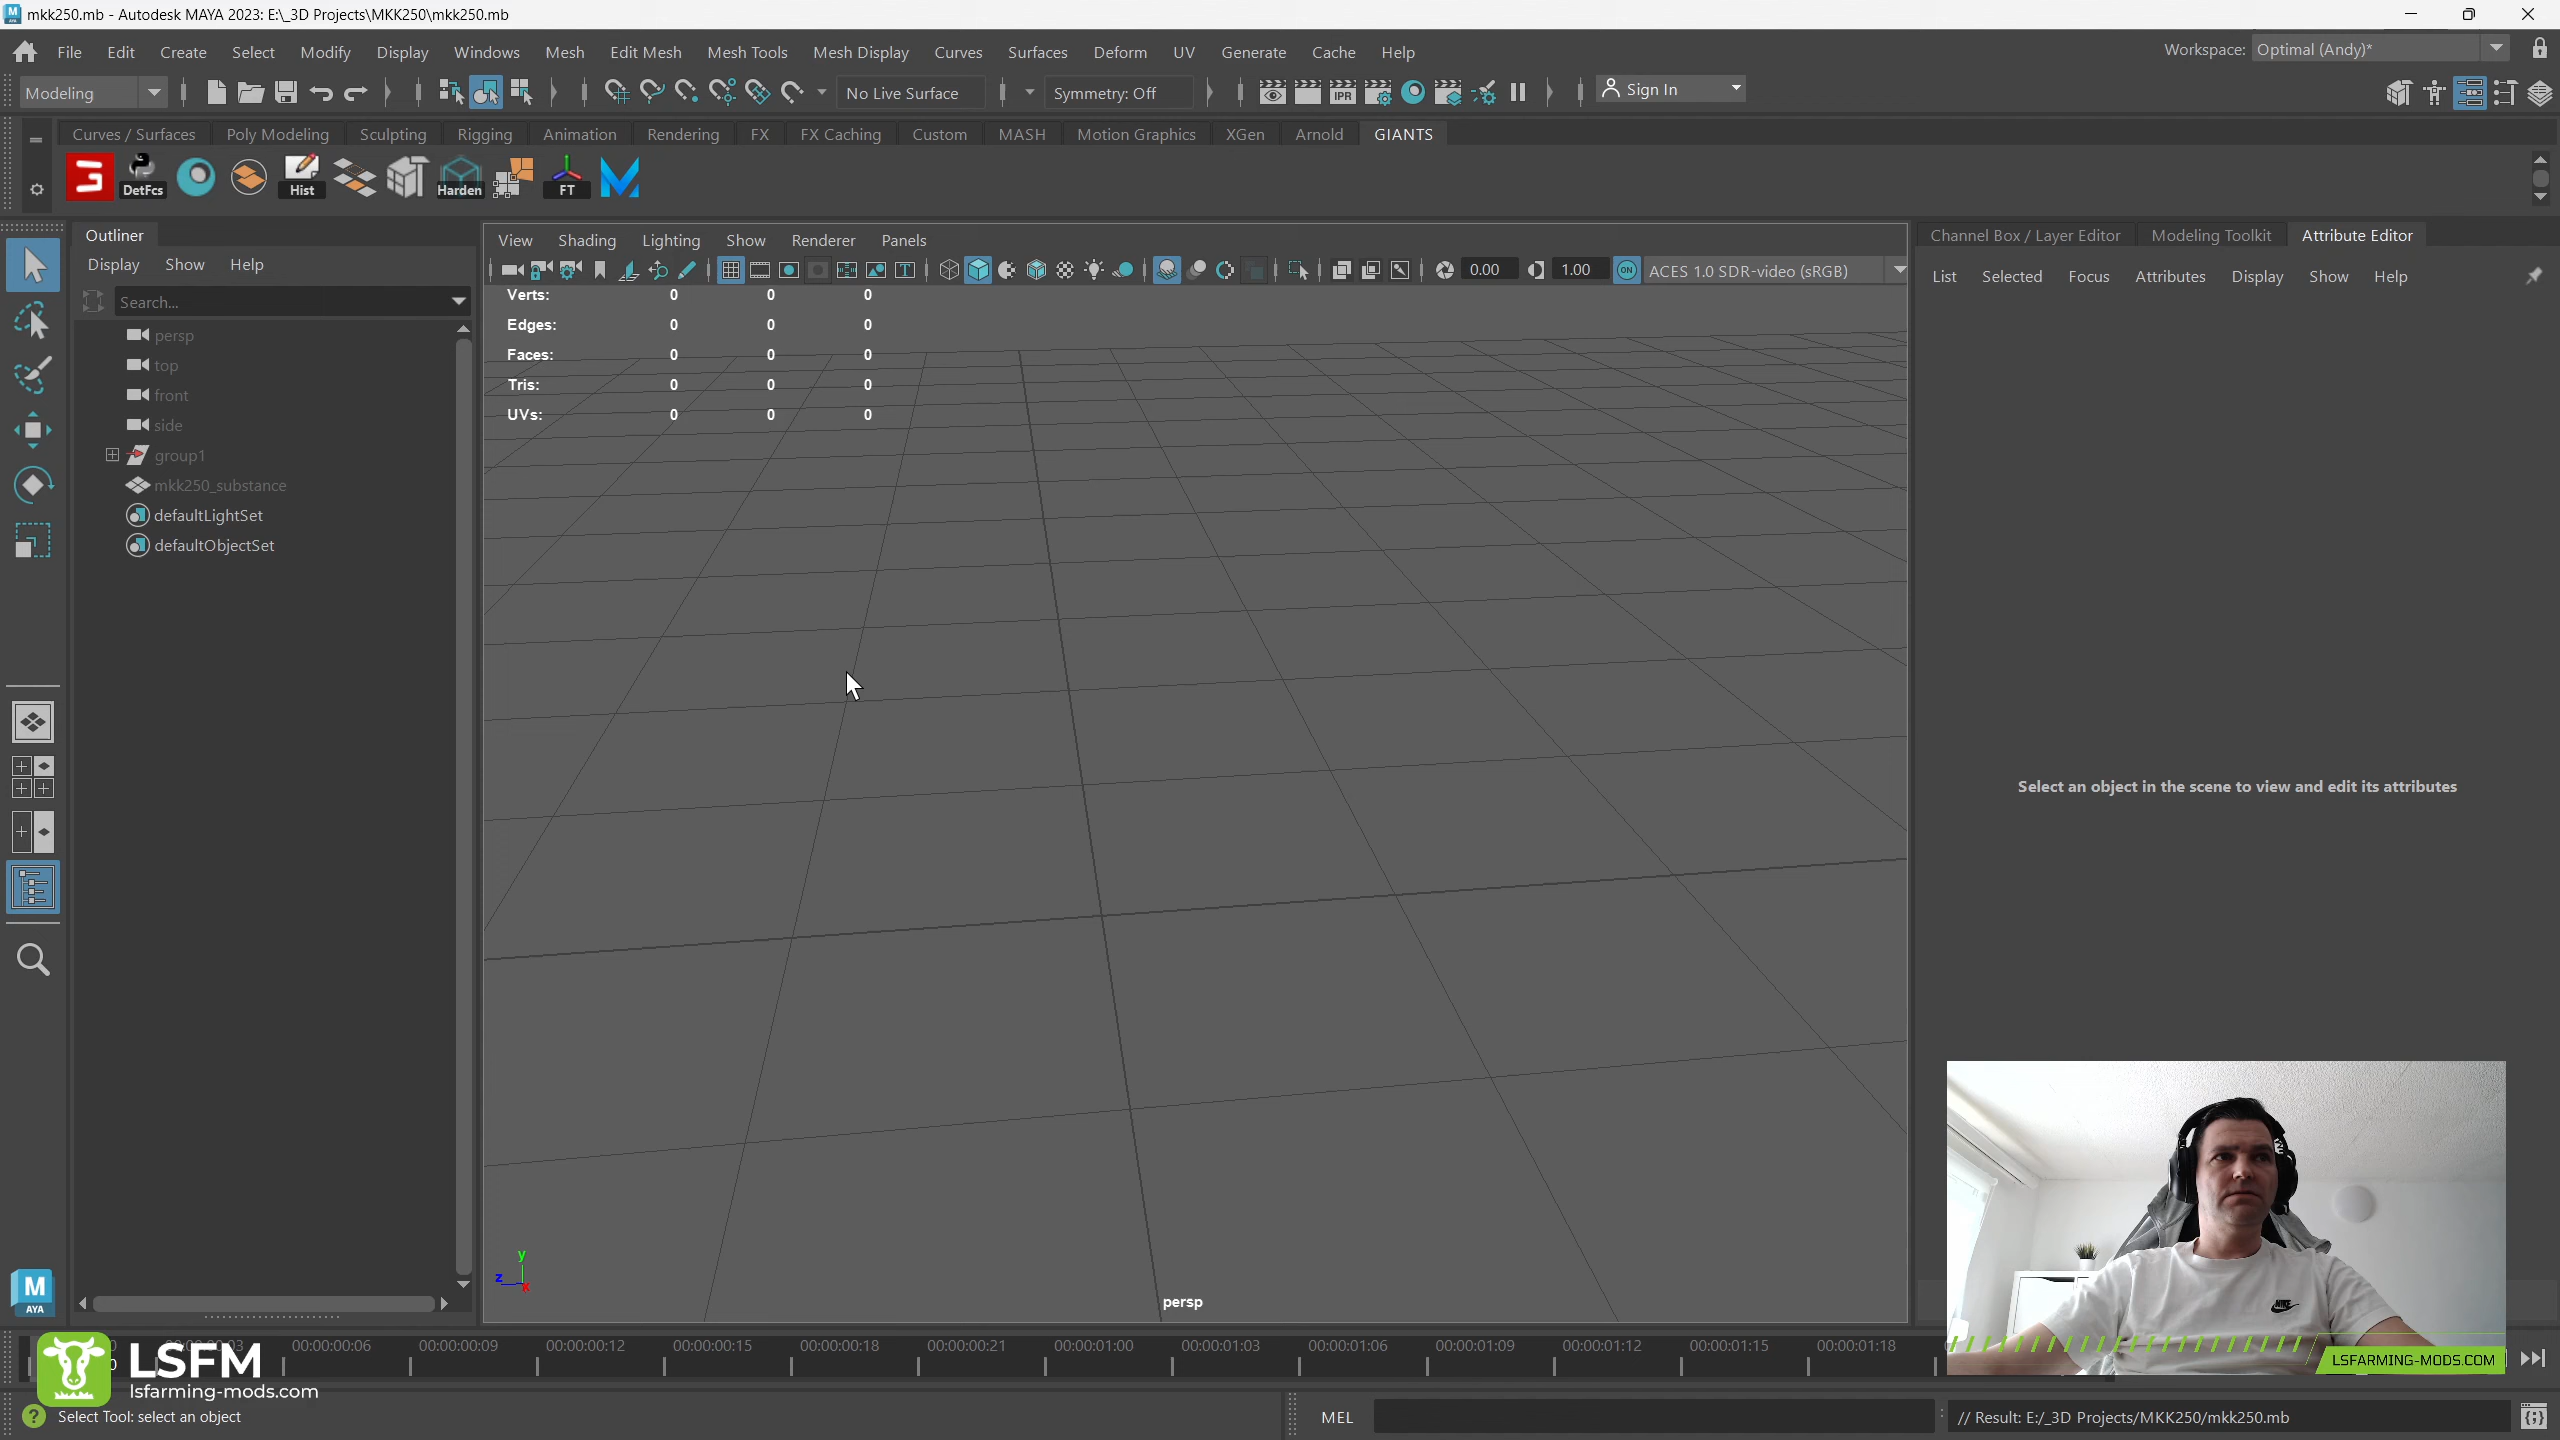 mkk250.mb - Autodesk MAYA 2023: E:\_3D Projects\MKK250\mkk250.mb
File Edit Create Select Modify Display Windows Mesh Edit Mesh Mesh Tools Mesh Display Curves Surfaces Deform UV Generate Cache Help
Workspace: Optimal (Andy)*
Modeling No Live Surface Symmetry: Off IPR Sign In
Curves / Surfaces Poly Modeling Sculpting Rigging Animation Rendering FX FX Caching Custom MASH Motion Graphics XGen Arnold GIANTS
DetFcs Hist Harden FT
Outliner
Display Show Help
Search...
persp
top
front
side
group1
mkk250_substance
defaultLightSet
defaultObjectSet
View Shading Lighting Show Renderer Panels
0.00 1.00 ON ACES 1.0 SDR-video (sRGB)
Verts: 0 0 0
Edges: 0 0 0
Faces: 0 0 0
Tris: 0 0 0
UVs: 0 0 0
y
z
x
persp
Channel Box / Layer Editor Modeling Toolkit Attribute Editor
List Selected Focus Attributes Display Show Help
Select an object in the scene to view and edit its attributes
M
AYA
00:00:00:06 00:00:00:09 00:00:00:12 00:00:00:15 00:00:00:18 00:00:00:21 00:00:01:00 00:00:01:03 00:00:01:06 00:00:01:09 00:00:01:12 00:00:01:15 00:00:01:18
LSFM
lsfarming-mods.com
LSFARMING-MODS.COM
Select Tool: select an object
MEL
// Result: E:/_3D Projects/MKK250/mkk250.mb